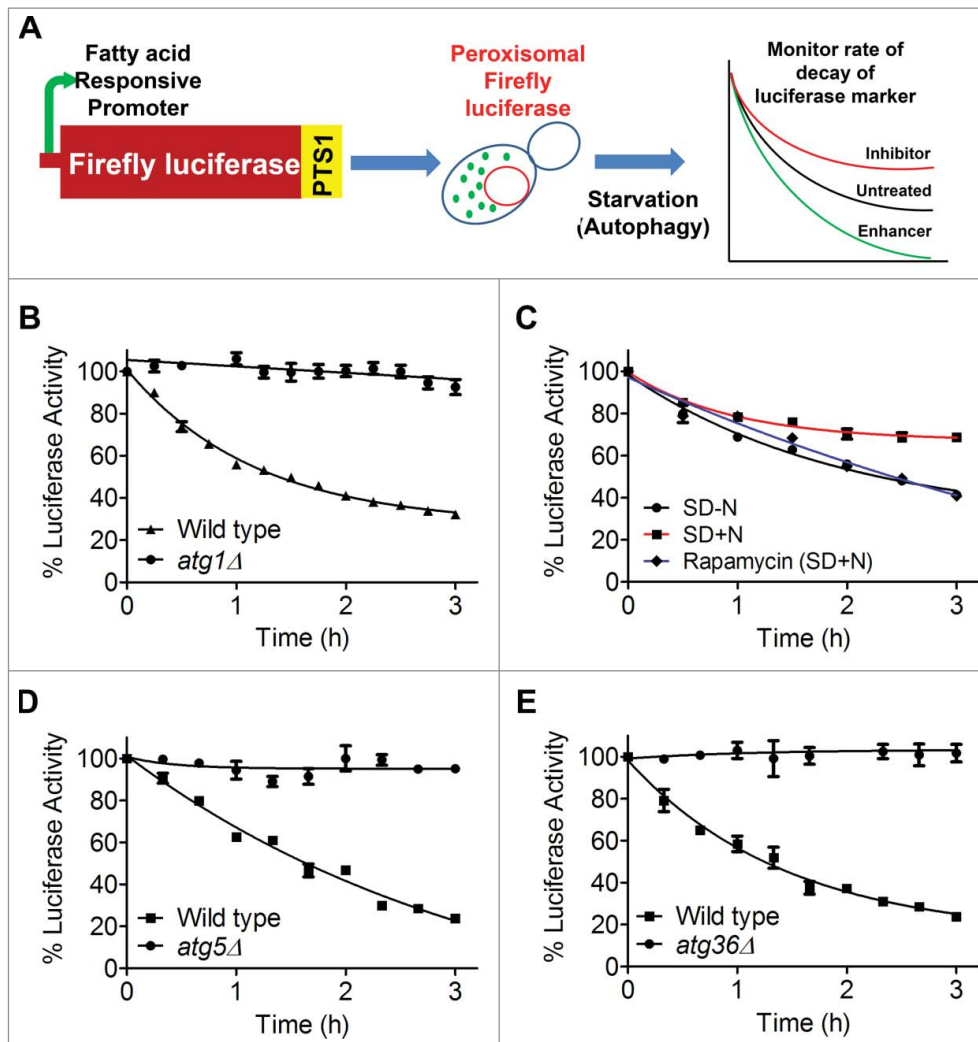 A
Fatty acid
Responsive
Promoter
Firefly luciferase
PTS1
Peroxisomal
Firefly
luciferase
Starvation
(Autophagy)
Monitor rate of
decay of
luciferase marker
Inhibitor
Untreated
Enhancer
B
% Luciferase Activity
100
80
60
40
20
0
Wild type
atg1Δ
0 1 2 3
Time (h)
C
% Luciferase Activity
100
80
60
40
20
0
SD-N
SD+N
Rapamycin (SD+N)
0 1 2 3
Time (h)
D
% Luciferase Activity
100
80
60
40
20
0
Wild type
atg5Δ
0 1 2 3
Time (h)
E
% Luciferase Activity
100
80
60
40
20
0
Wild type
atg36Δ
0 1 2 3
Time (h)